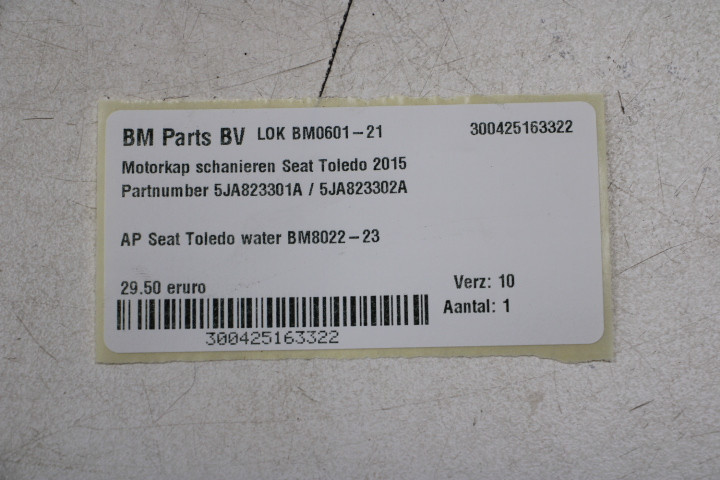 BM Parts BV LOK BM0601-21 300425163322
Motorkap schanieren Seat Toledo 2015
Partnumber 5JA823301A / 5JA823302A
AP Seat Toledo water BM8022-23
29.50 eruro Verz: 10
Aantal: 1
300425163322